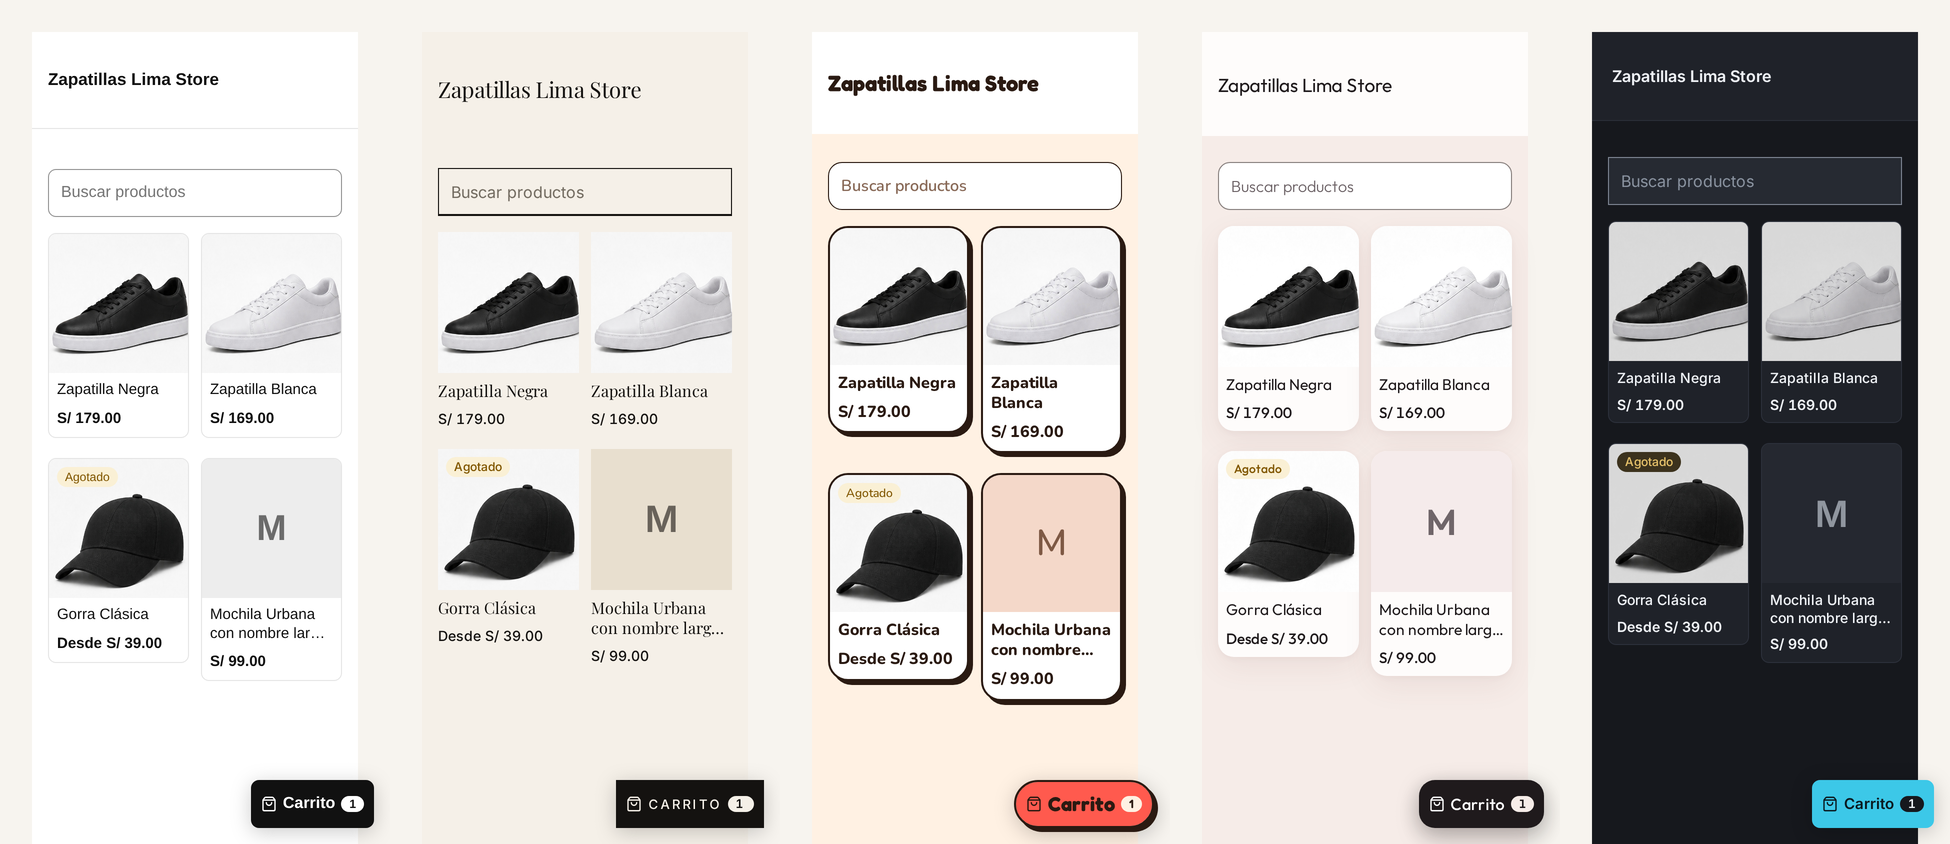 Zapatillas Lima Store
Buscar productos
Zapatilla Negra
S/ 179.00
Zapatilla Blanca
S/ 169.00
Agotado
Gorra Clásica
Desde S/ 39.00
M
Mochila Urbana
con nombre lar...
S/ 99.00
Carrito 1
Zapatillas Lima Store
Buscar productos
Zapatilla Negra
S/ 179.00
Zapatilla Blanca
S/ 169.00
Agotado
Gorra Clásica
Desde S/ 39.00
M
Mochila Urbana
con nombre larg...
S/ 99.00
CARRITO 1
Zapatillas Lima Store
Buscar productos
Zapatilla Negra
S/ 179.00
Zapatilla
Blanca
S/ 169.00
Agotado
Gorra Clásica
Desde S/ 39.00
M
Mochila Urbana
con nombre...
S/ 99.00
Carrito 1
Zapatillas Lima Store
Buscar productos
Zapatilla Negra
S/ 179.00
Zapatilla Blanca
S/ 169.00
Agotado
Gorra Clásica
Desde S/ 39.00
M
Mochila Urbana
con nombre larg...
S/ 99.00
Carrito 1
Zapatillas Lima Store
Buscar productos
Zapatilla Negra
S/ 179.00
Zapatilla Blanca
S/ 169.00
Agotado
Gorra Clásica
Desde S/ 39.00
M
Mochila Urbana
con nombre larg...
S/ 99.00
Carrito 1